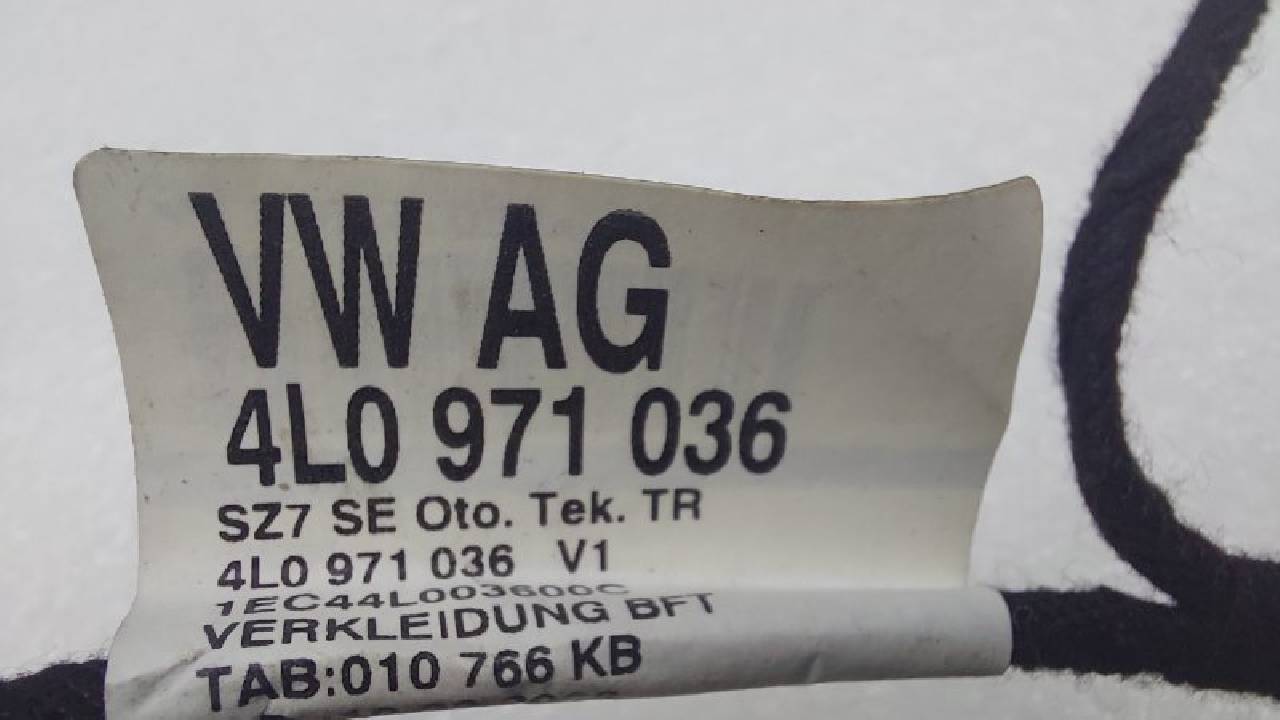 VW AG
4L0 971 036
SZ7 SE Oto. Tek. TR
4L0 971 036 V1
1EC44L003600C
VERKLEIDUNG BFT
TAB:010 766 KB